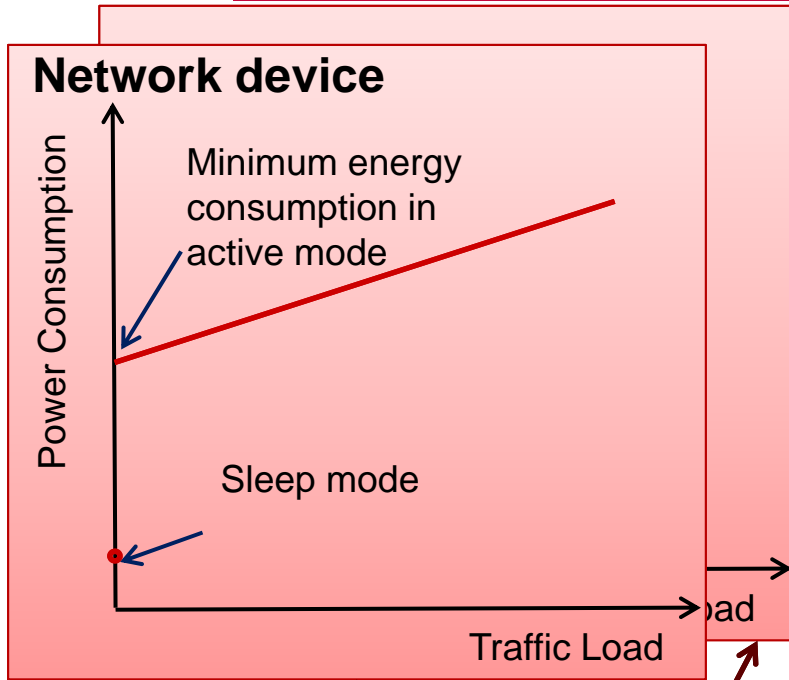 Network device
Power Consumption
Minimum energy
consumption in
active mode
Sleep mode
Traffic Load